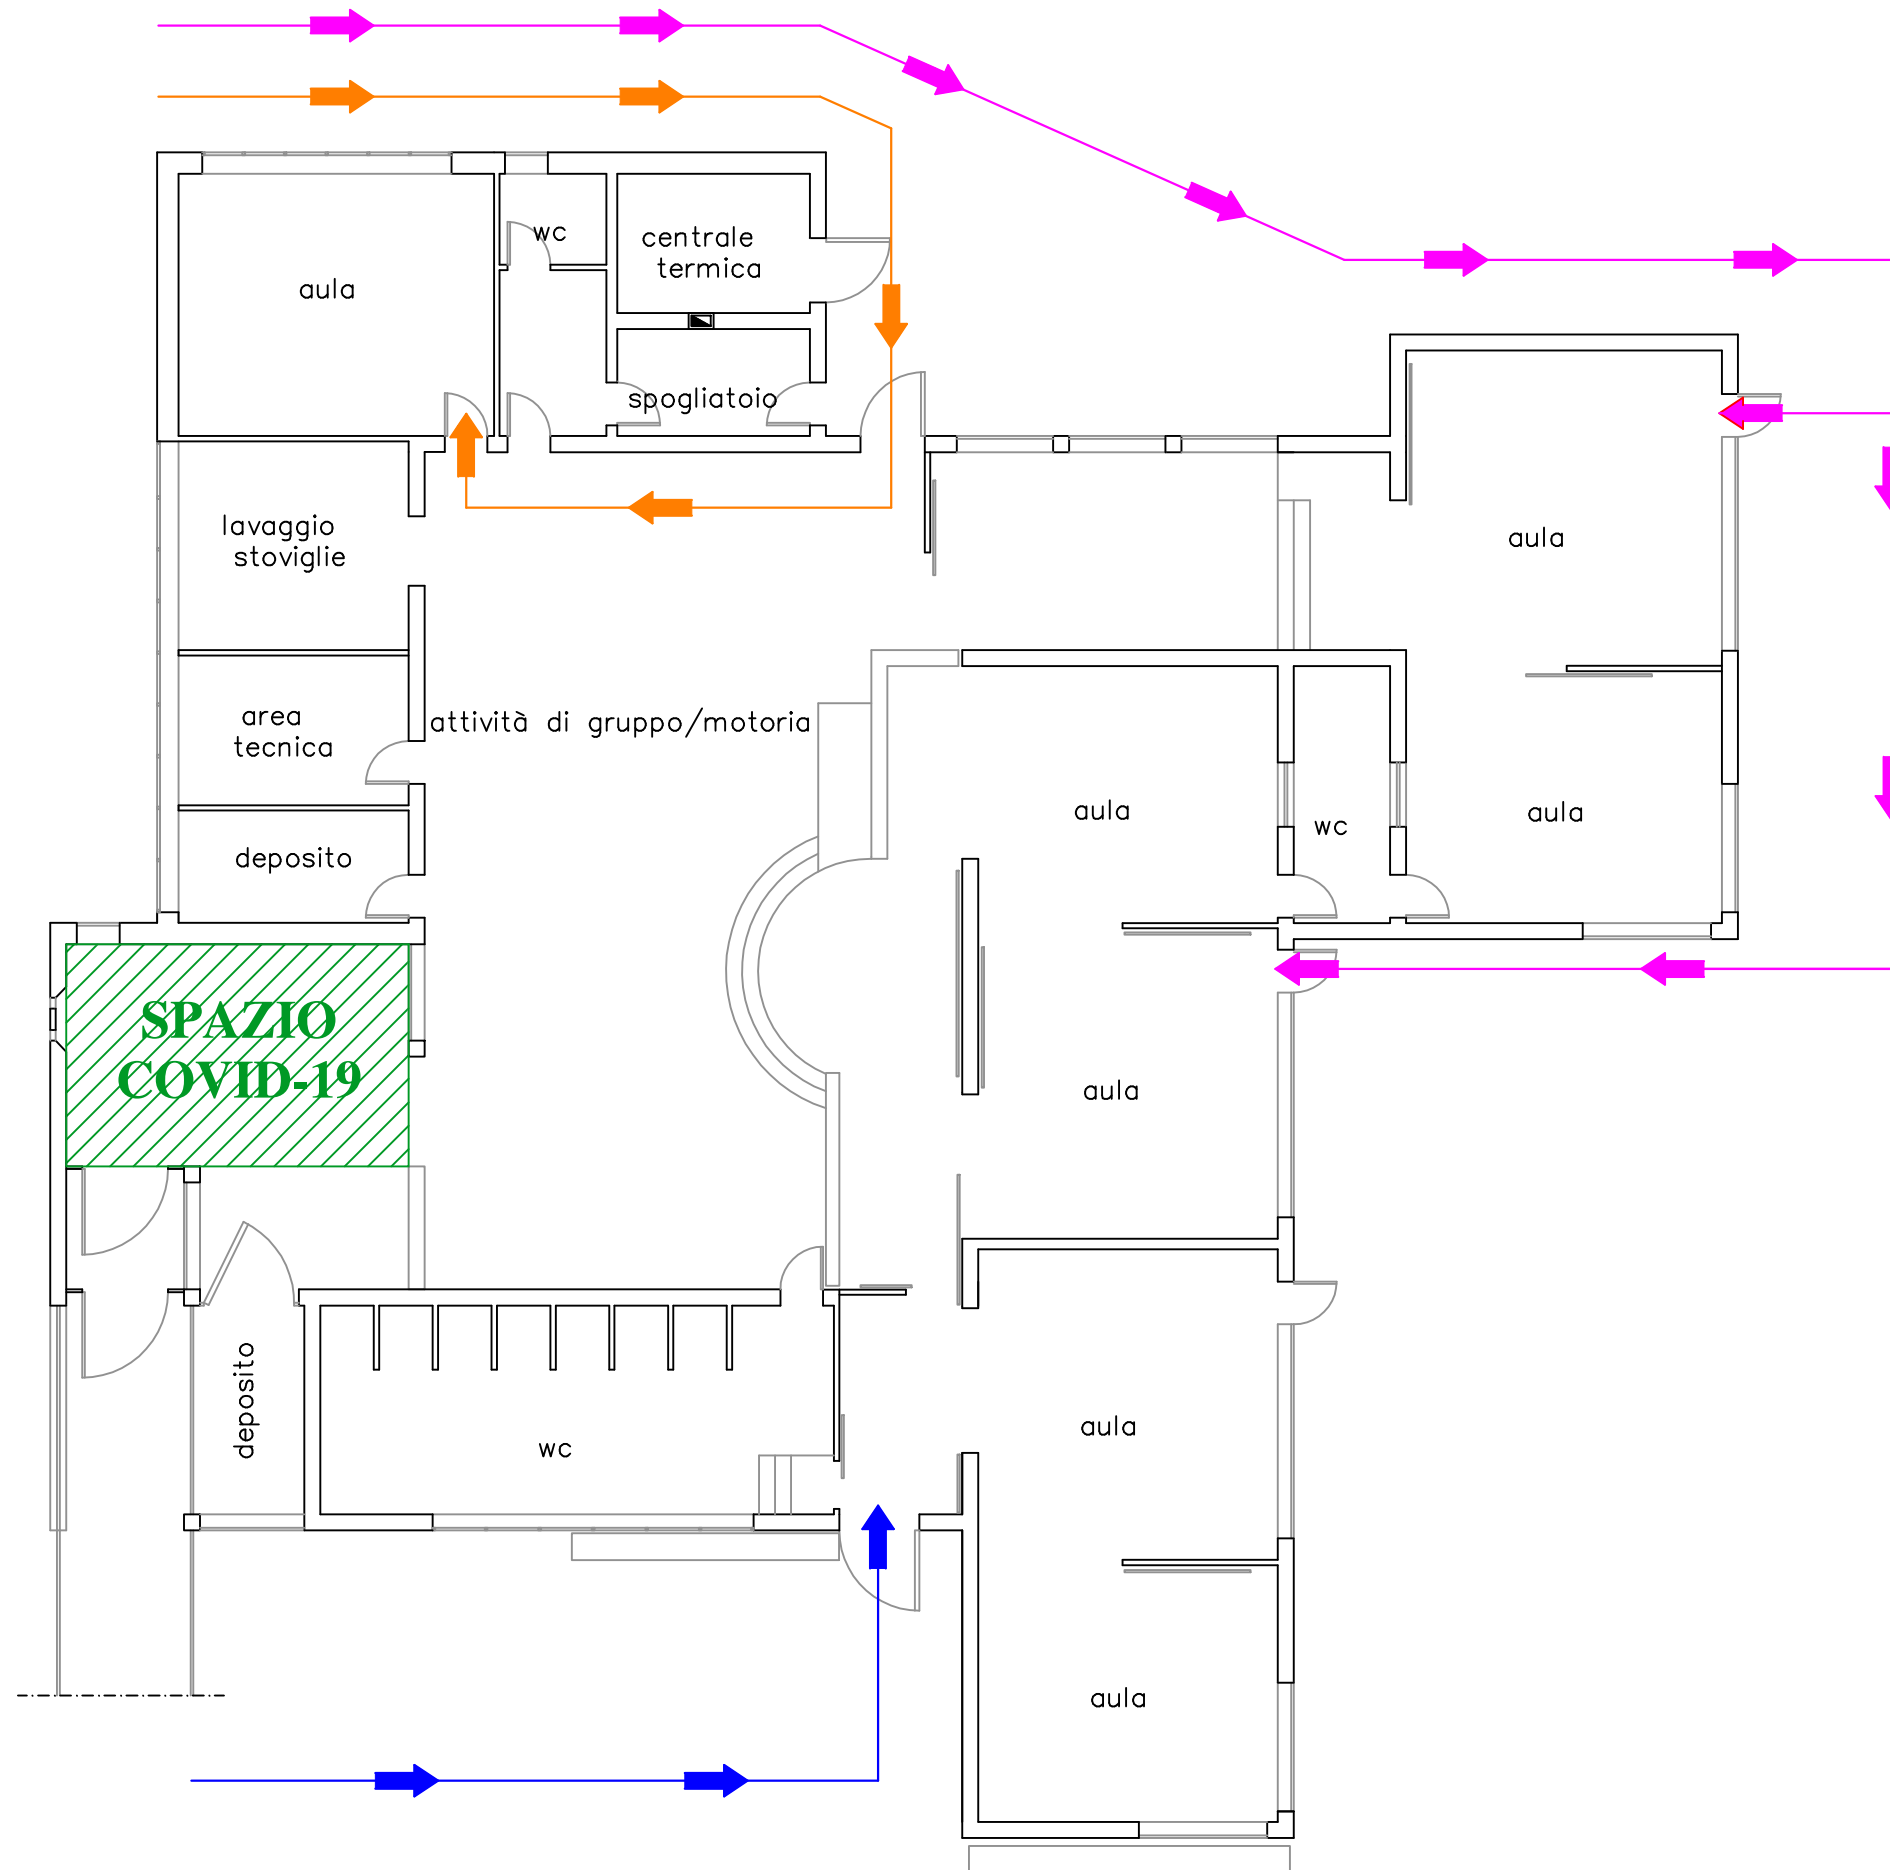 wc
centrale
termica
aula
spogliatoio
lavaggio
stoviglie
aula
area
tecnica
attività di gruppo/motoria
aula
wc
aula
deposito
SPAZIO
COVID-19
aula
deposito
wc
aula
aula